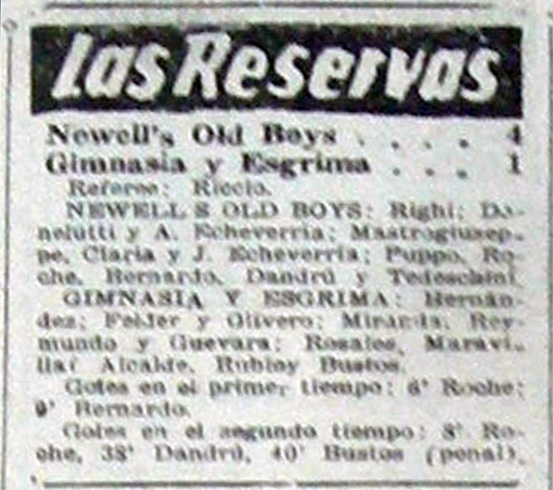 Las Reservas
Newell's Old Boys . . . . 4
Gimnasia y Esgrima . . . 1
Referee: Riccio.
NEWELL S OLD BOYS: Righi; Do-
nelutti y A. Echeverría; Mastrogiusep-
pe, Claria y J. Echeverría; Puppo, Ro-
che, Bernardo, Dandrú y Tedeschini.
GIMNASIA Y ESGRIMA: Hernán-
dez; Felder y Olivero; Miranda, Rey-
mundo y Guevara; Rosales, Maravi-
lla; Alcalde, Rubioy Bustos.
Goles en el primer tiempo: 6' Roche;
9' Bernardo.
Goles en el segundo tiempo: 8' Ro-
che, 38' Dandrú, 40' Bustos (penal).